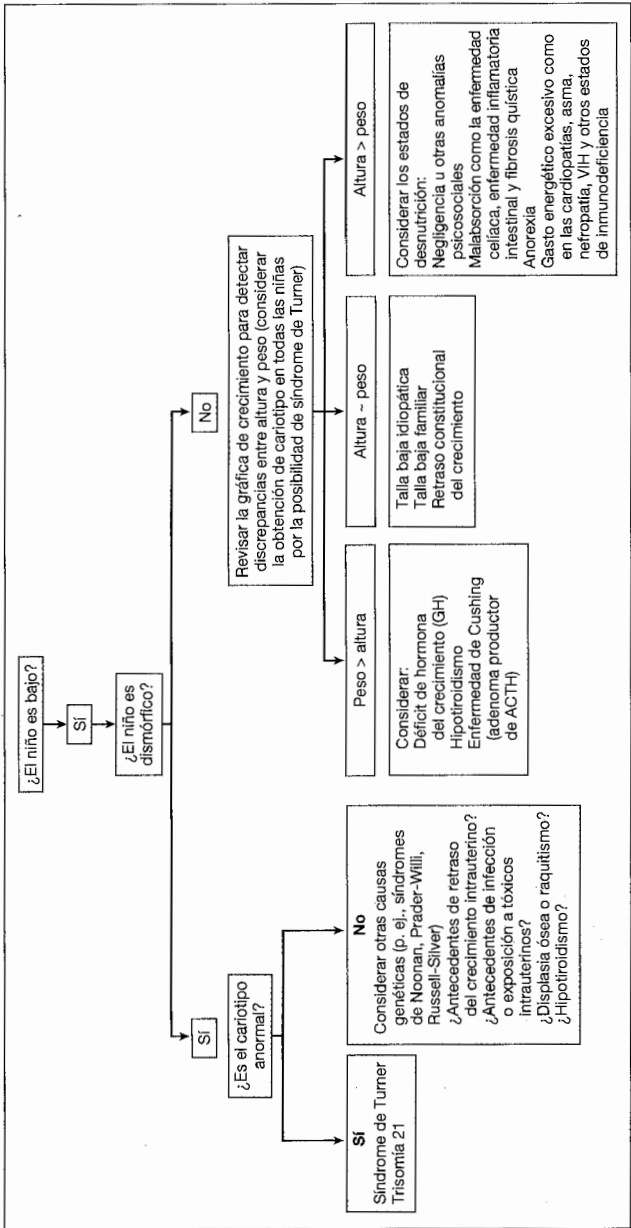 ¿El niño es bajo?
Sí
¿El niño es
dismórfico?
Sí
¿Es el cariotipo
anormal?
Sí
Síndrome de Turner
Trisomía 21
No
Considerar otras causas
genéticas (p. ej., síndromes
de Noonan, Prader-Willi,
Russell-Silver)
¿Antecedentes de retraso
del crecimiento intrauterino?
¿Antecedentes de infección
o exposición a tóxicos
intrauterinos?
¿Displasia ósea o raquitismo?
¿Hipotiroidismo?
No
Revisar la gráfica de crecimiento para detectar
discrepancias entre altura y peso (considerar
la obtención de cariotipo en todas las niñas
por la posibilidad de síndrome de Turner)
Peso > altura
Considerar:
Déficit de hormona
del crecimiento (GH)
Hipotiroidismo
Enfermedad de Cushing
(adenoma productor
de ACTH)
Altura ~ peso
Talla baja idiopática
Talla baja familiar
Retraso constitucional
del crecimiento
Altura > peso
Considerar los estados de
desnutrición:
Negligencia u otras anomalías
psicosociales
Malabsorción como la enfermedad
celíaca, enfermedad inflamatoria
intestinal y fibrosis quística
Anorexia
Gasto energético excesivo como
en las cardiopatías, asma,
nefropatía, VIH y otros estados
de inmunodeficiencia